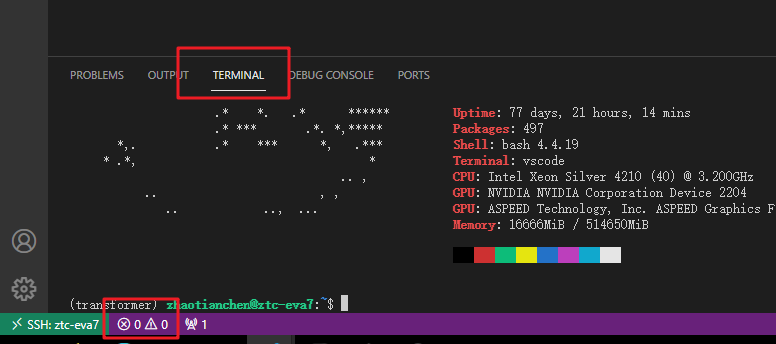 PROBLEMS OUTPUT TERMINAL DEBUG CONSOLE PORTS
.* *. .* ******
.* *** .*. *,*****
*,. .* *** *, .***
* .*, *
.. ,
.. , ,
.. .., ...
Uptime: 77 days, 21 hours, 14 mins
Packages: 497
Shell: bash 4.4.19
Terminal: vscode
CPU: Intel Xeon Silver 4210 (40) @ 3.200GHz
GPU: NVIDIA NVIDIA Corporation Device 2204
GPU: ASPEED Technology, Inc. ASPEED Graphics F
Memory: 16666MiB / 514650MiB
(transformer) zhaotianchen@ztc-eva7:~$
SSH: ztc-eva7 0 0 1